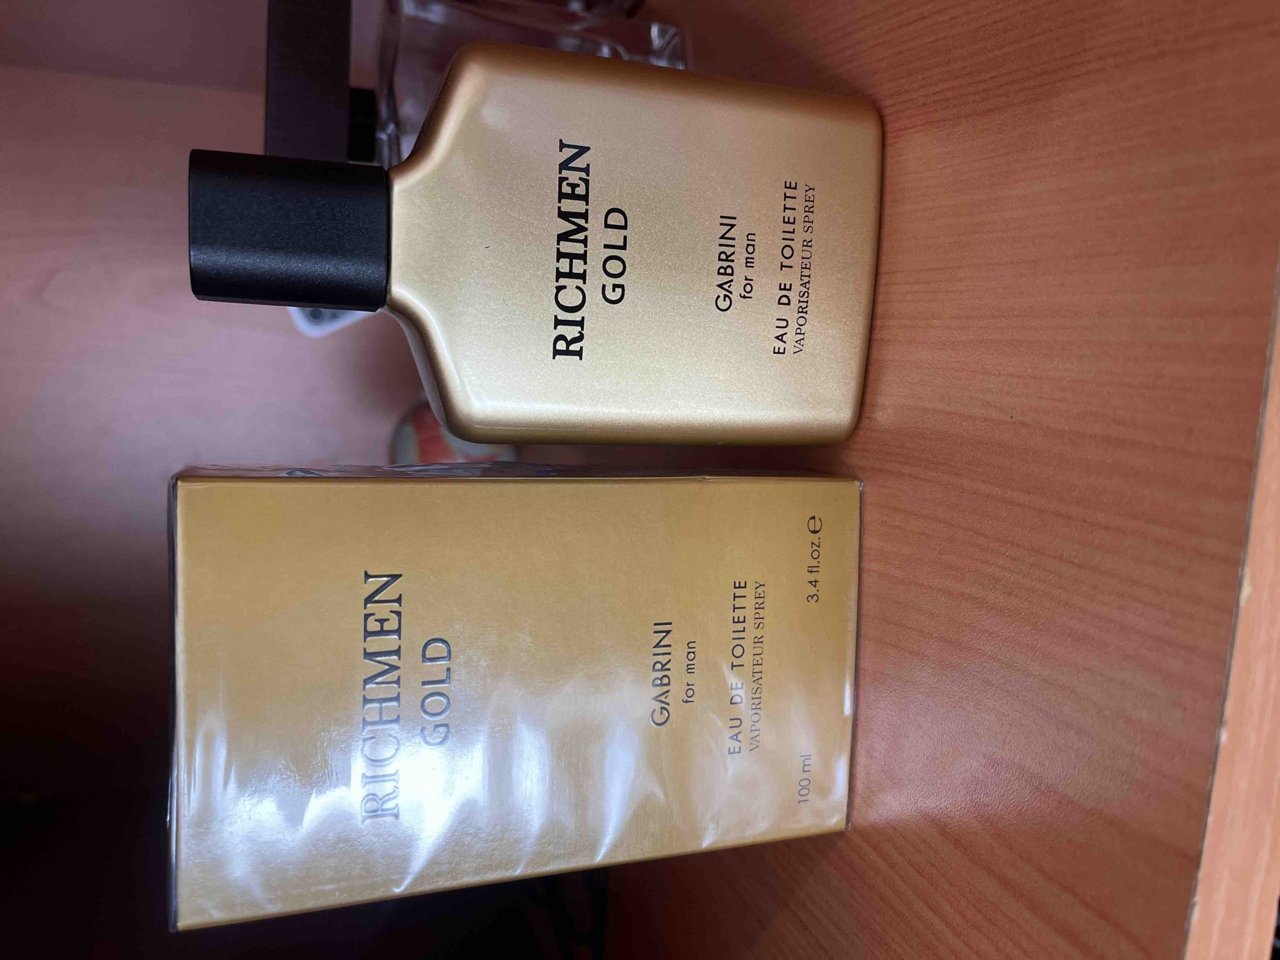 RICHMEN
GOLD
GABRINI
for man
EAU DE TOILETTE
VAPORISATEUR SPREY
100 ml 3.4 fl.oz.℮
RICHMEN
GOLD
GABRINI
for man
EAU DE TOILETTE
VAPORISATEUR SPREY